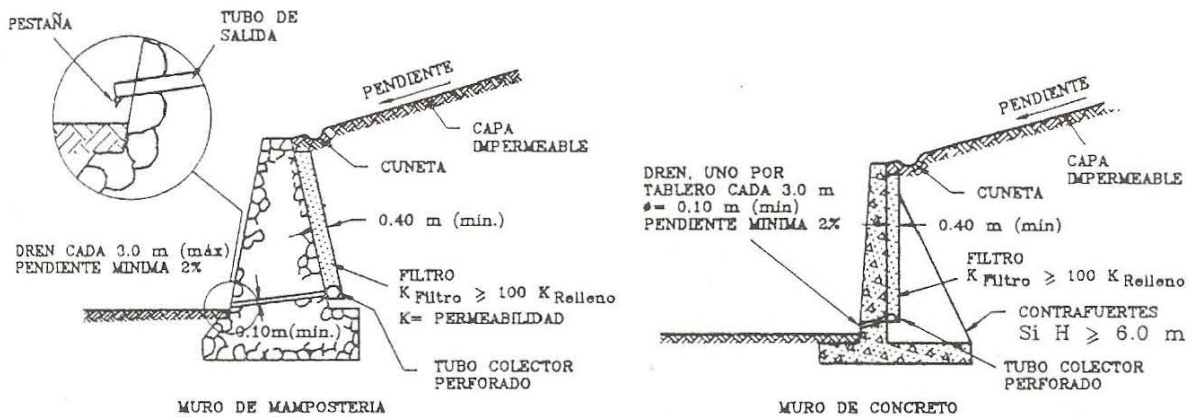 PESTAÑA
TUBO DE
SALIDA
PENDIENTE
CAPA
IMPERMEABLE
CUNETA
0.40 m (min.)
DREN CADA 3.0 m (máx)
PENDIENTE MINIMA 2%
FILTRO
K Filtro ≥ 100 K Relleno
K= PERMEABILIDAD
0.10m(min.)
TUBO COLECTOR
PERFORADO
MURO DE MAMPOSTERIA
PENDIENTE
CAPA
IMPERMEABLE
CUNETA
DREN, UNO POR
TABLERO CADA 3.0 m
ø= 0.10 m (min)
PENDIENTE MINIMA 2%
0.40 m (min)
FILTRO
K Filtro ≥ 100 K Relleno
CONTRAFUERTES
Si H ≥ 6.0 m
TUBO COLECTOR
PERFORADO
MURO DE CONCRETO